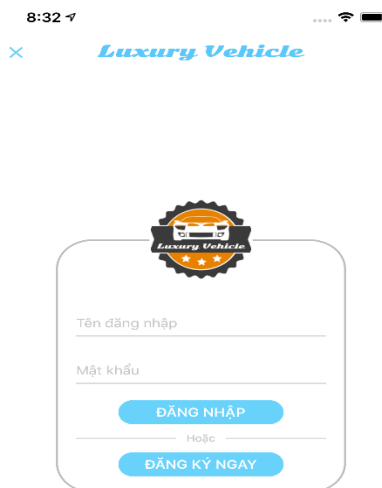 8:32
Luxury Vehicle
Luxury Vehicle
Tên đăng nhập
Mật khẩu
ĐĂNG NHẬP
Hoặc
ĐĂNG KÝ NGAY